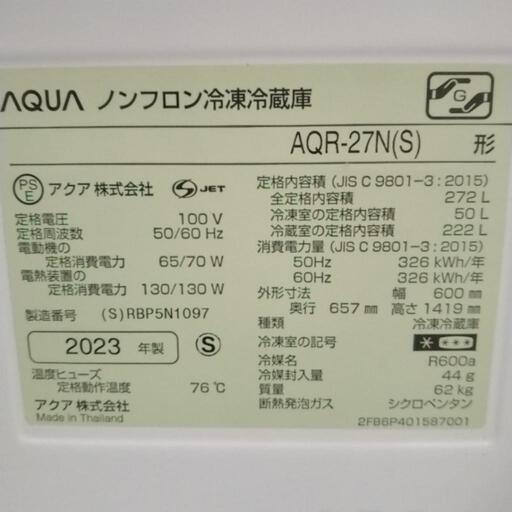 AQUA ノンフロン冷凍冷蔵庫
G
AQR-27N(S) 形
PS
E
アクア株式会社
S JET
定格電圧 100 V
定格周波数 50/60 Hz
電動機の
定格消費電力 65/70 W
電熱装置の
定格消費電力 130/130 W
製造番号 (S)RBP5N1097
2023 年製
S
温度ヒューズ
定格動作温度 76℃
アクア株式会社
Made in Thailand
定格内容積(JIS C 9801-3:2015)
全定格内容積 272 L
冷凍室の定格内容積 50 L
冷蔵室の定格内容積 222 L
消費電力量(JIS C 9801-3:2015)
50Hz 326 kWh/年
60Hz 326 kWh/年
外形寸法 幅 600 ㎜
奥行 657 ㎜ 高さ 1419 ㎜
種類 冷凍冷蔵庫
冷凍室の記号
冷媒名 R600a
冷媒封入量 44 g
質量 62 kg
断熱発泡ガス シクロペンタン
2FB6P401587001